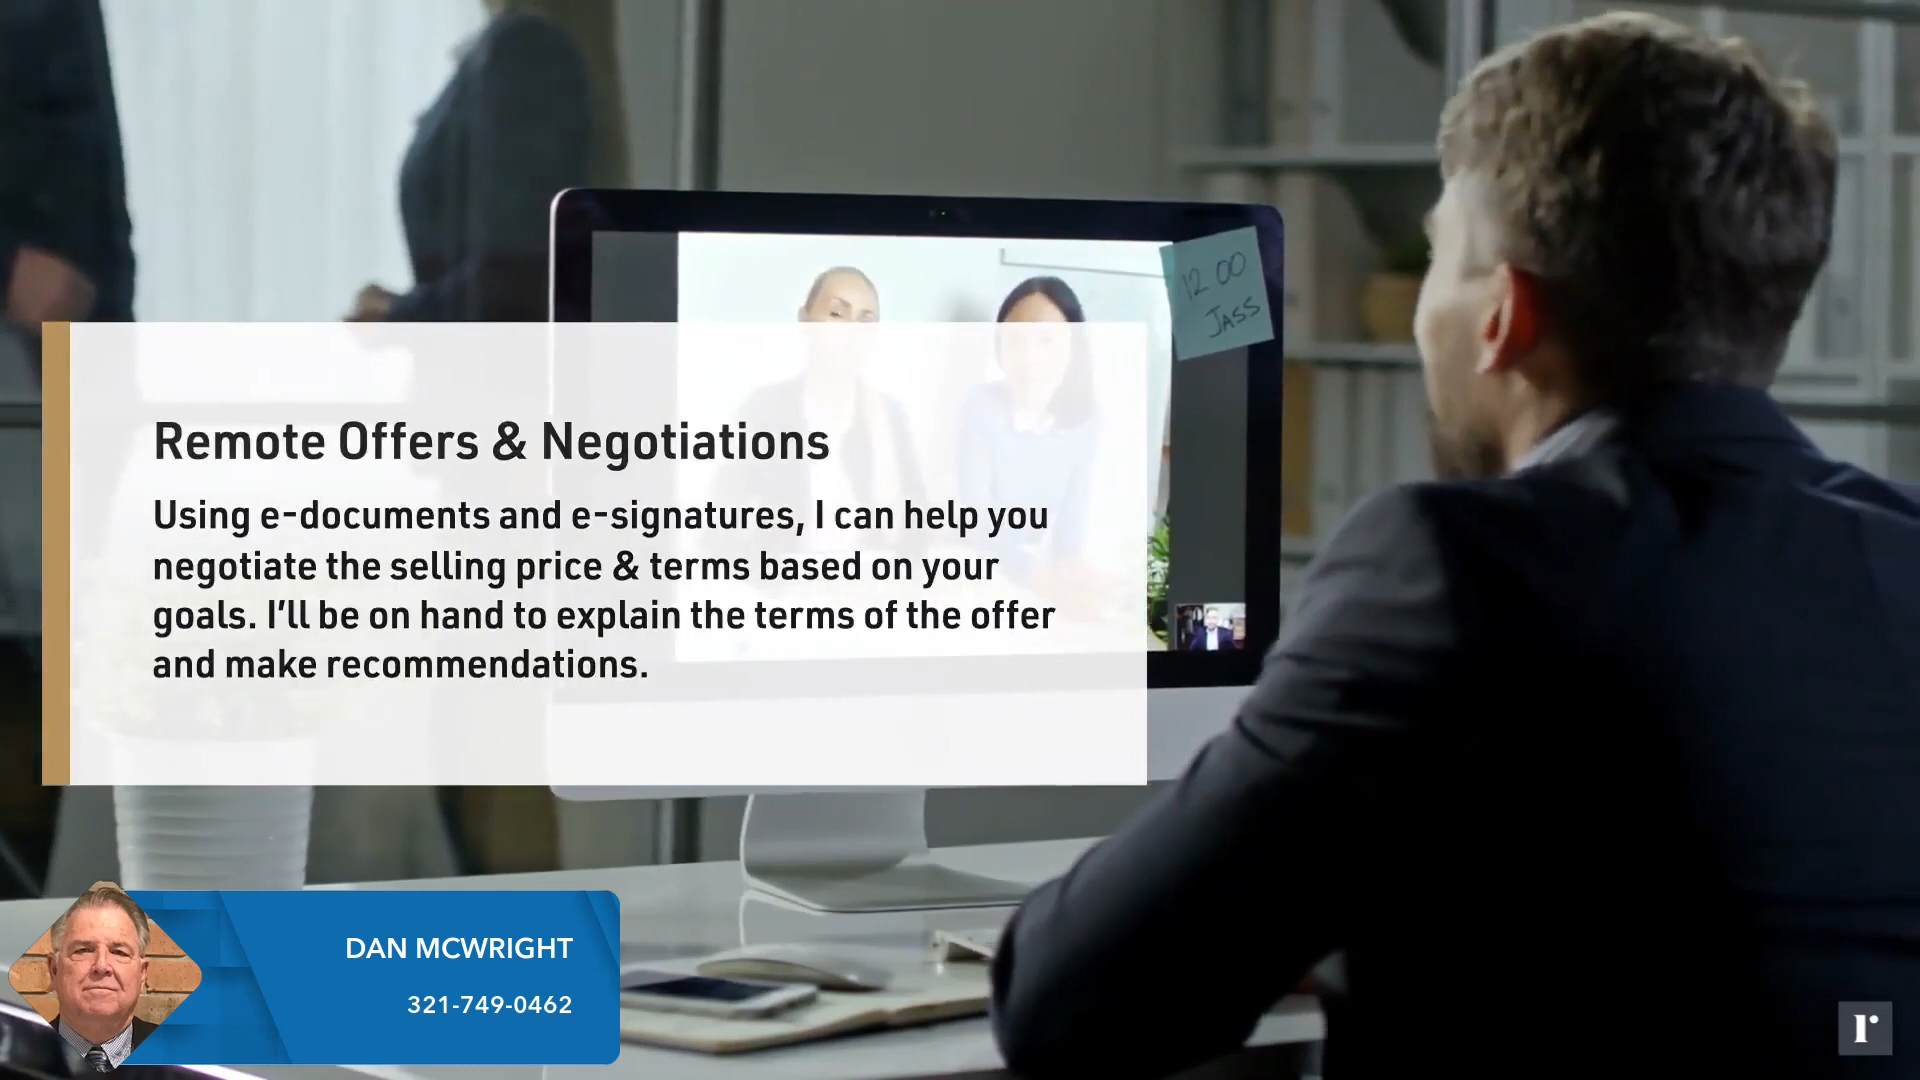 12 00
JASS
Remote Offers & Negotiations
Using e-documents and e-signatures, I can help you
negotiate the selling price & terms based on your
goals. I'll be on hand to explain the terms of the offer
and make recommendations.
DAN MCWRIGHT
321-749-0462
r